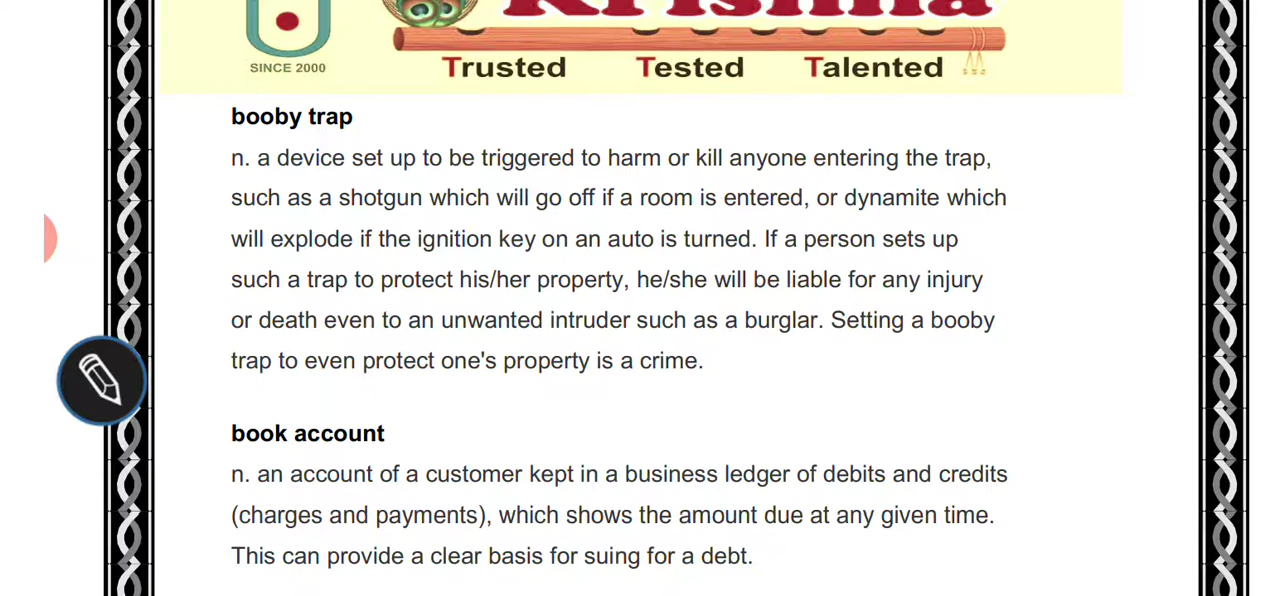 Krishna
SINCE 2000
Trusted Tested Talented
booby trap
n. a device set up to be triggered to harm or kill anyone entering the trap,
such as a shotgun which will go off if a room is entered, or dynamite which
will explode if the ignition key on an auto is turned. If a person sets up
such a trap to protect his/her property, he/she will be liable for any injury
or death even to an unwanted intruder such as a burglar. Setting a booby
trap to even protect one's property is a crime.
book account
n. an account of a customer kept in a business ledger of debits and credits
(charges and payments), which shows the amount due at any given time.
This can provide a clear basis for suing for a debt.